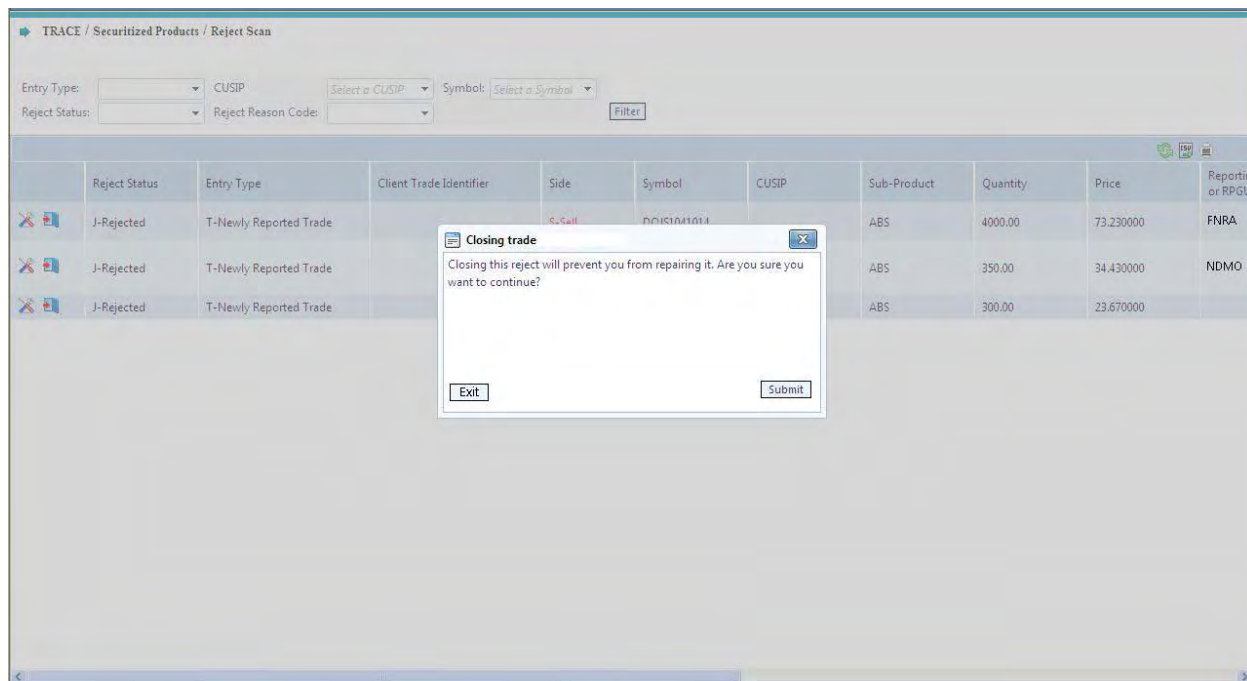 TRACE / Securitized Products / Reject Scan
Entry Type: CUSIP Select a CUSIP Symbol: Select a Symbol
Reject Status: Reject Reason Code: Filter
Reject Status Entry Type Client Trade Identifier Side Symbol CUSIP Sub-Product Quantity Price Reportin
or RPGU
J-Rejected T-Newly Reported Trade S-Sell ABS 4000.00 73.230000 FNRA
Closing trade
Closing this reject will prevent you from repairing it. Are you sure you
want to continue?
J-Rejected T-Newly Reported Trade ABS 350.00 34.430000 NDMO
J-Rejected T-Newly Reported Trade ABS 300.00 23.670000
Exit Submit